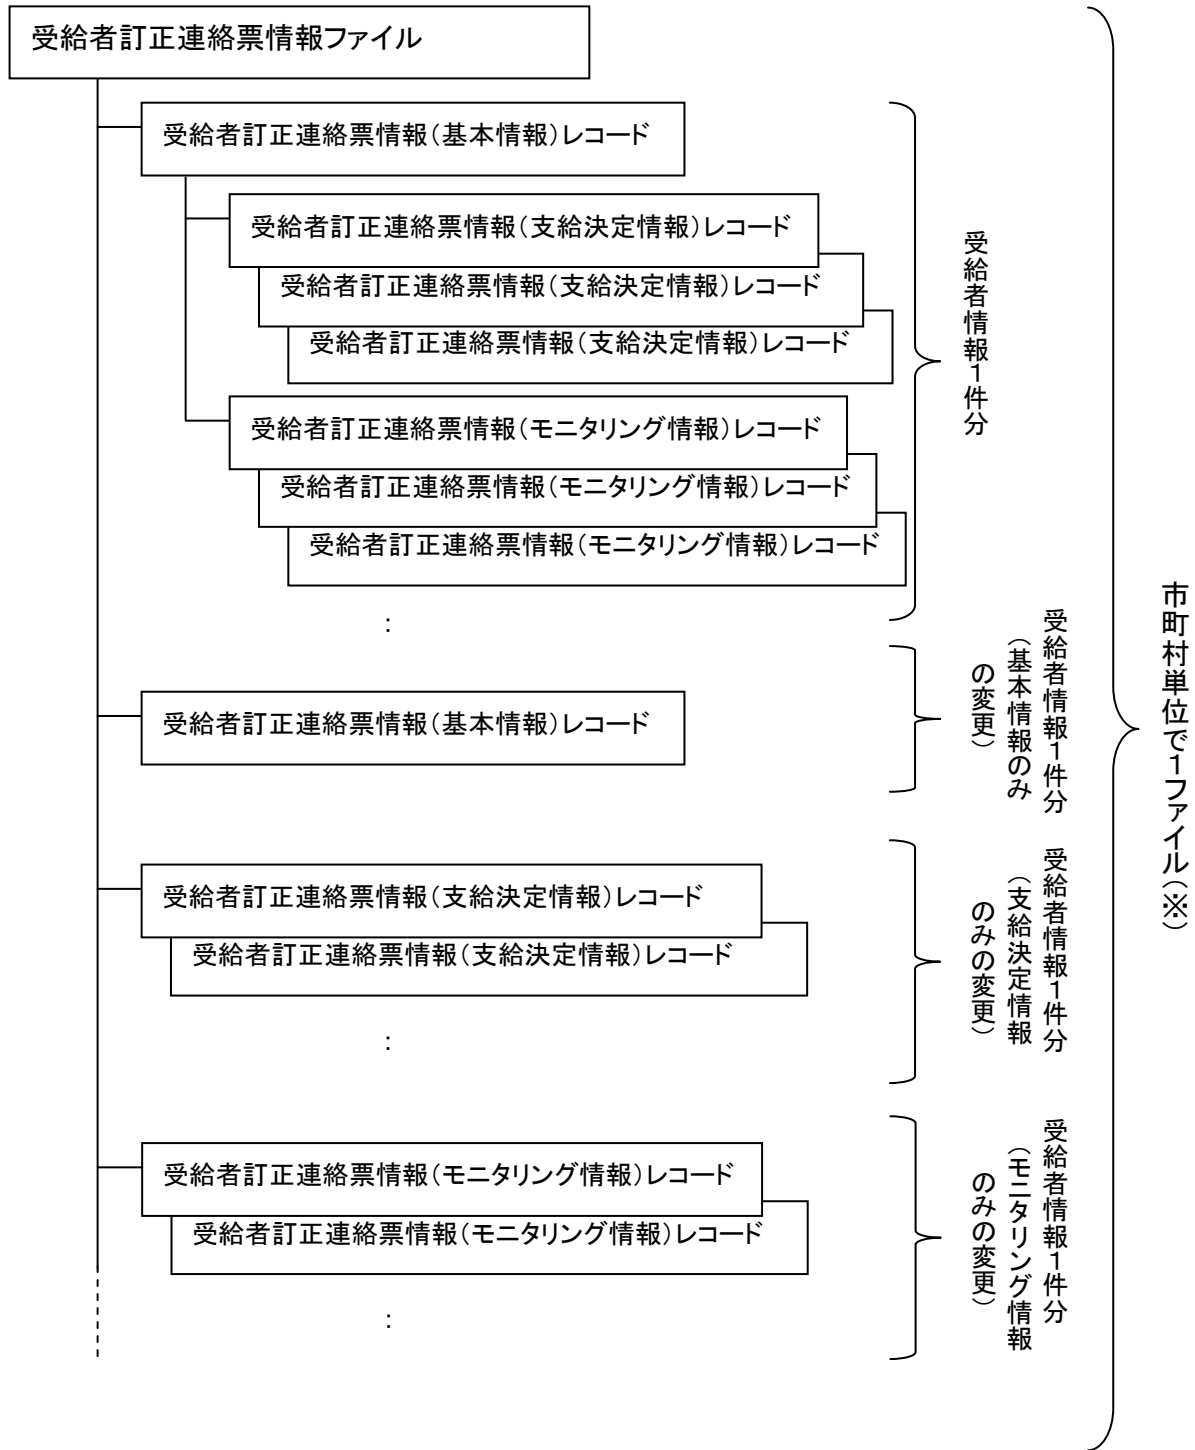 受給者訂正連絡票情報ファイル
受給者訂正連絡票情報（基本情報）レコード
受給者訂正連絡票情報（支給決定情報）レコード
受給者訂正連絡票情報（支給決定情報）レコード
受給者訂正連絡票情報（支給決定情報）レコード
受給者訂正連絡票情報（モニタリング情報）レコード
受給者訂正連絡票情報（モニタリング情報）レコード
受給者訂正連絡票情報（モニタリング情報）レコード
:
受給者情報１件分
受給者訂正連絡票情報（基本情報）レコード
受給者情報１件分
（基本情報のみ
の変更）
受給者訂正連絡票情報（支給決定情報）レコード
受給者訂正連絡票情報（支給決定情報）レコード
:
受給者情報１件分
（支給決定情報
のみの変更）
受給者訂正連絡票情報（モニタリング情報）レコード
受給者訂正連絡票情報（モニタリング情報）レコード
:
受給者情報１件分
（モニタリング情報
のみの変更）
市町村単位で１ファイル（※）